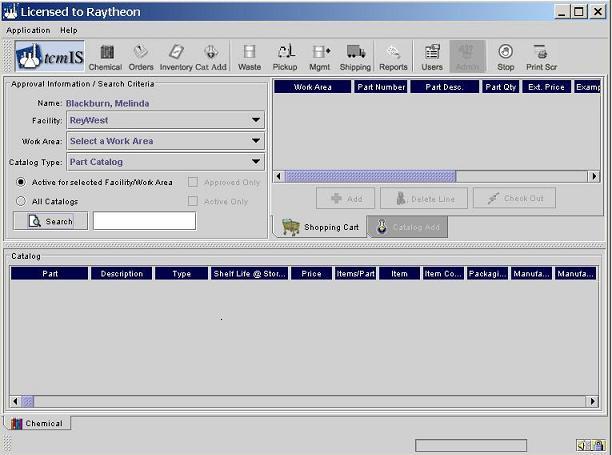 Licensed to Raytheon
Application Help
tcmIS Chemical Orders Inventory Cat Add Waste Pickup Mgmt Shipping Reports Users Admin Stop Print Scr
Approval Information / Search Criteria
Name: Blackburn, Melinda
Facility: ReyWest
Work Area: Select a Work Area
Catalog Type: Part Catalog
Active for selected Facility/Work Area Approved Only
All Catalogs Active Only
Search
Work Area Part Number Part Desc. Part Qty Ext. Price Examp
Add Delete Line Check Out
Shopping Cart Catalog Add
Catalog
Part Description Type Shelf Life @ Stor... Price Items/Part Item Item Co... Packagi... Manufa... Manufa...
Chemical